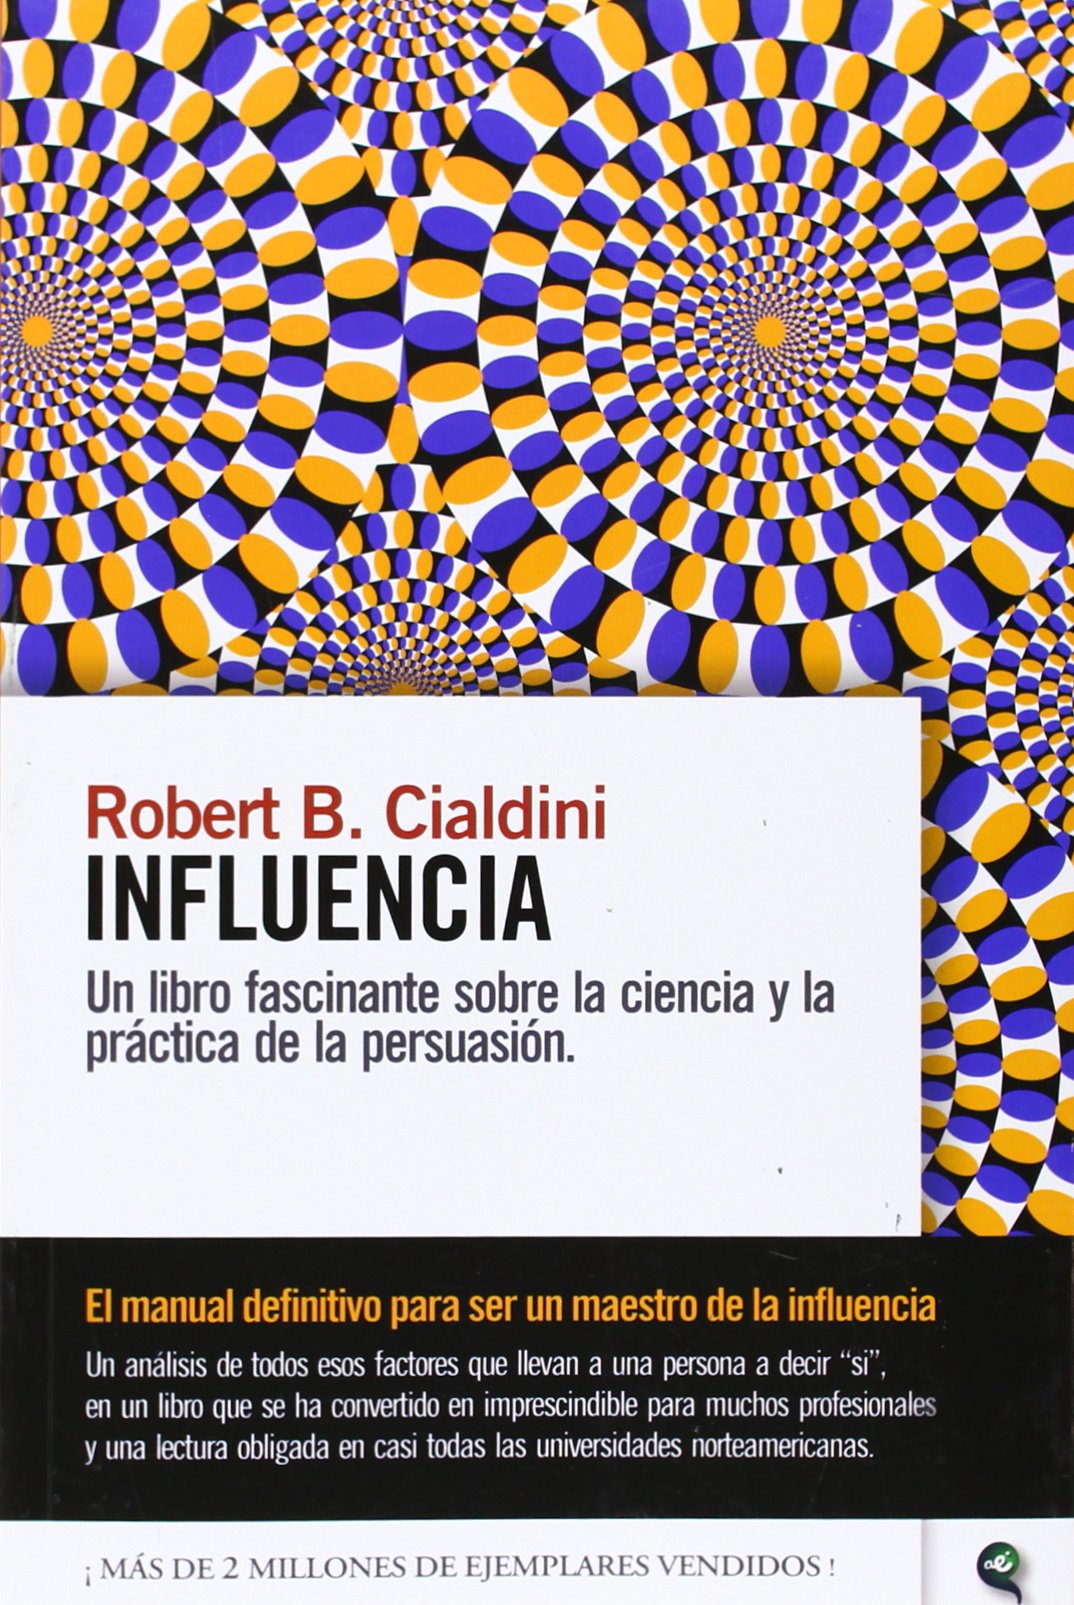 Robert B. Cialdini
INFLUENCIA
Un libro fascinante sobre la ciencia y la
práctica de la persuasión.
El manual definitivo para ser un maestro de la influencia
Un análisis de todos esos factores que llevan a una persona a decir “si”,
en un libro que se ha convertido en imprescindible para muchos profesionales
y una lectura obligada en casi todas las universidades norteamericanas.
¡ MÁS DE 2 MILLONES DE EJEMPLARES VENDIDOS !
aei